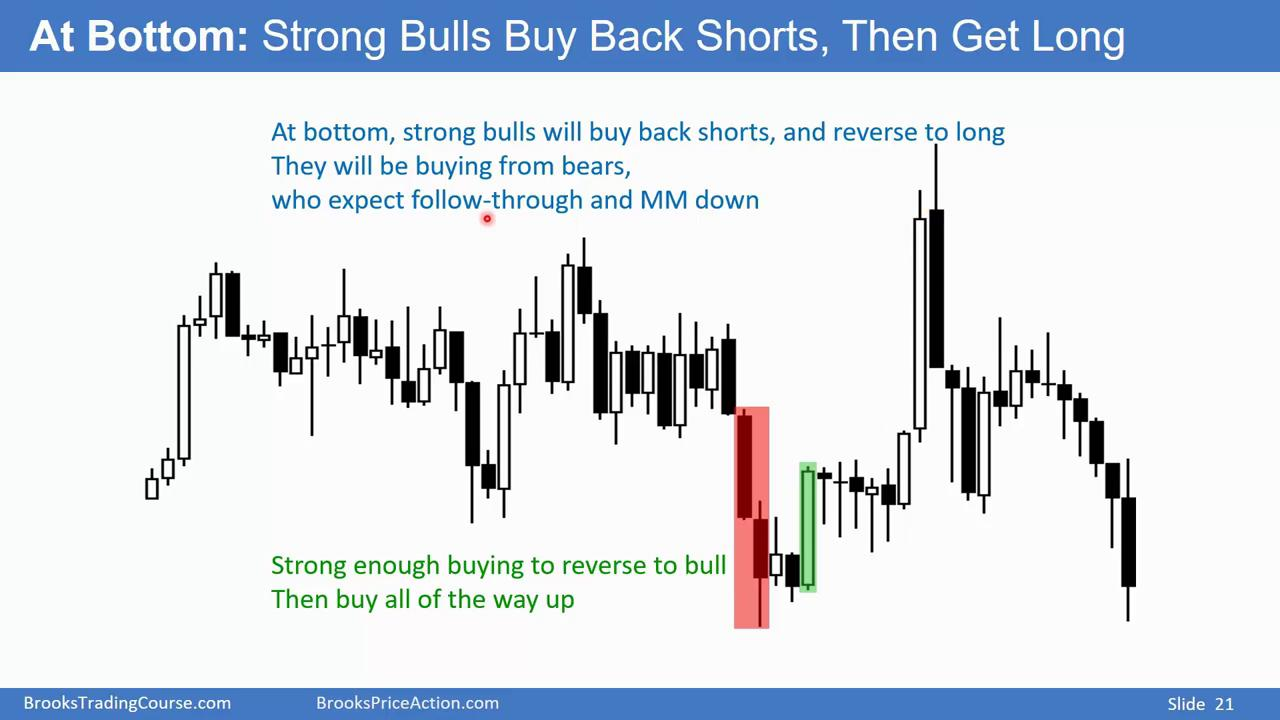 At Bottom: Strong Bulls Buy Back Shorts, Then Get Long
At bottom, strong bulls will buy back shorts, and reverse to long
They will be buying from bears,
who expect follow-through and MM down
Strong enough buying to reverse to bull
Then buy all of the way up
BrooksTradingCourse.com
BrooksPriceAction.com
Slide 21